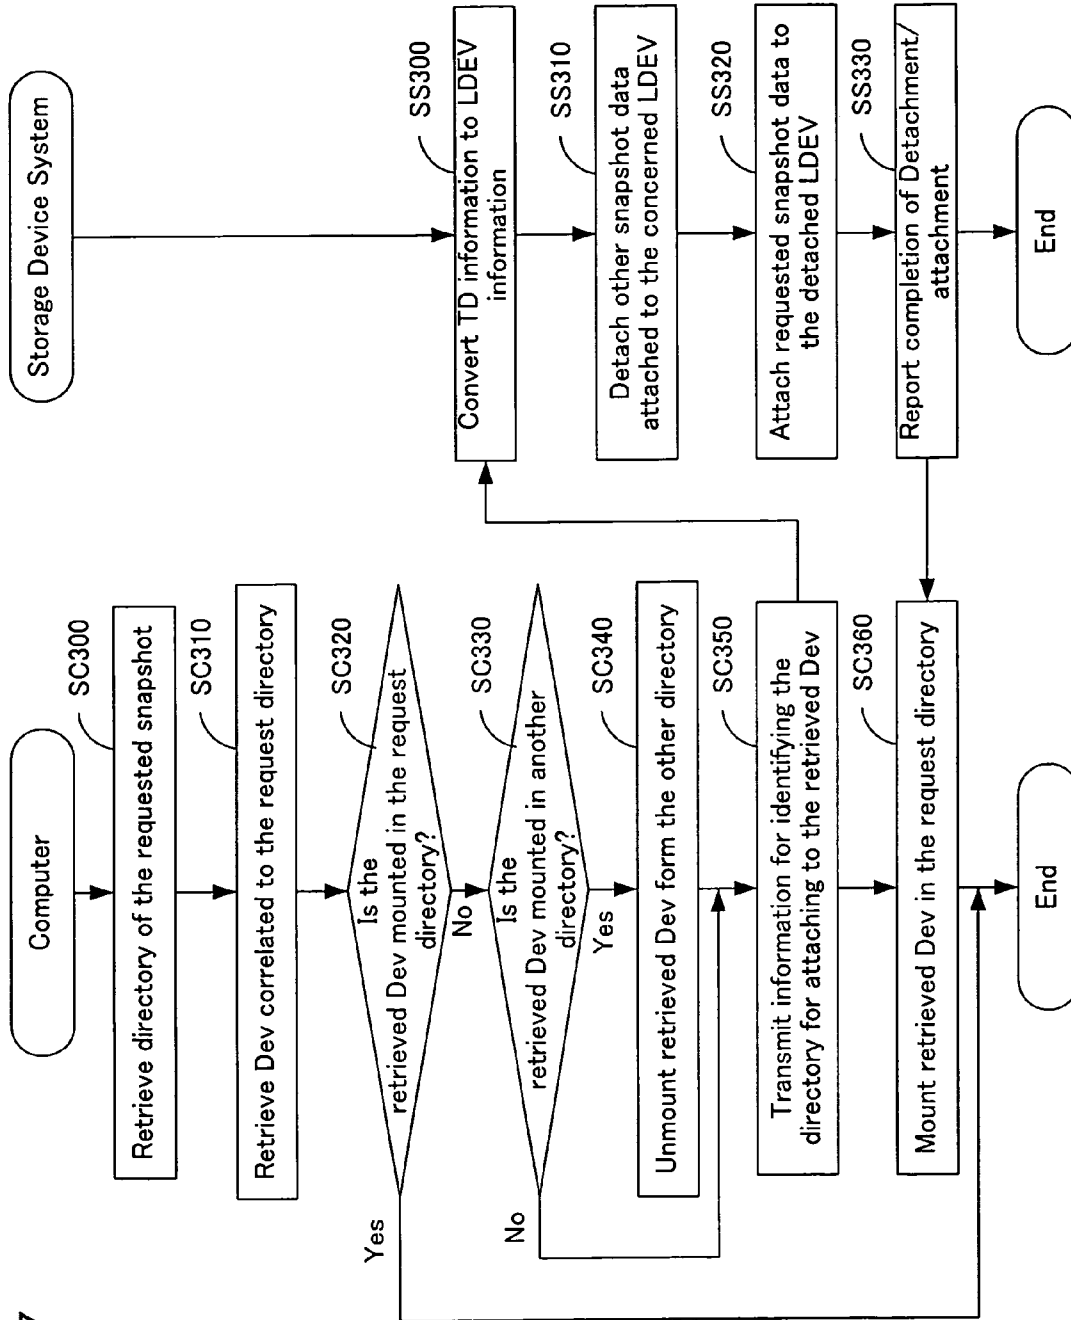 Computer
SC300
Retrieve directory of the requested snapshot
SC310
Retrieve Dev correlated to the request directory
SC320
Is the
retrieved Dev mounted in the request
directory?
Yes
No
SC330
Is the
retrieved Dev mounted in another
directory?
No
Yes
SC340
Unmount retrieved Dev form the other directory
SC350
Transmit information for identifying the
directory for attaching to the retrieved Dev
SC360
Mount retrieved Dev in the request directory
End
Storage Device System
SS300
Convert TD information to LDEV
information
SS310
Detach other snapshot data
attached to the concerned LDEV
SS320
Attach requested snapshot data to
the detached LDEV
SS330
Report completion of Detachment/
attachment
End